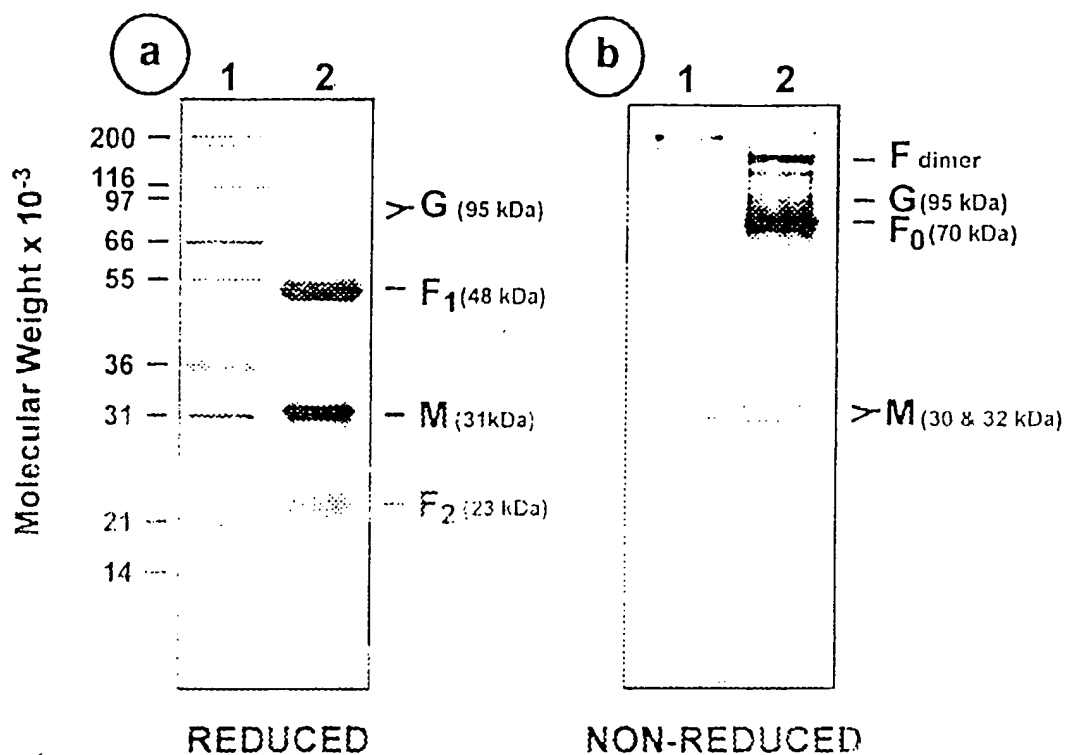 a
1 2
Molecular Weight x 10-3
200
116
97
66
55
36
31
21
14
G (95 kDa)
F1 (48 kDa)
M (31kDa)
F2 (23 kDa)
REDUCED
b
1 2
F dimer
G (95 kDa)
F0 (70 kDa)
M (30 & 32 kDa)
NON-REDUCED